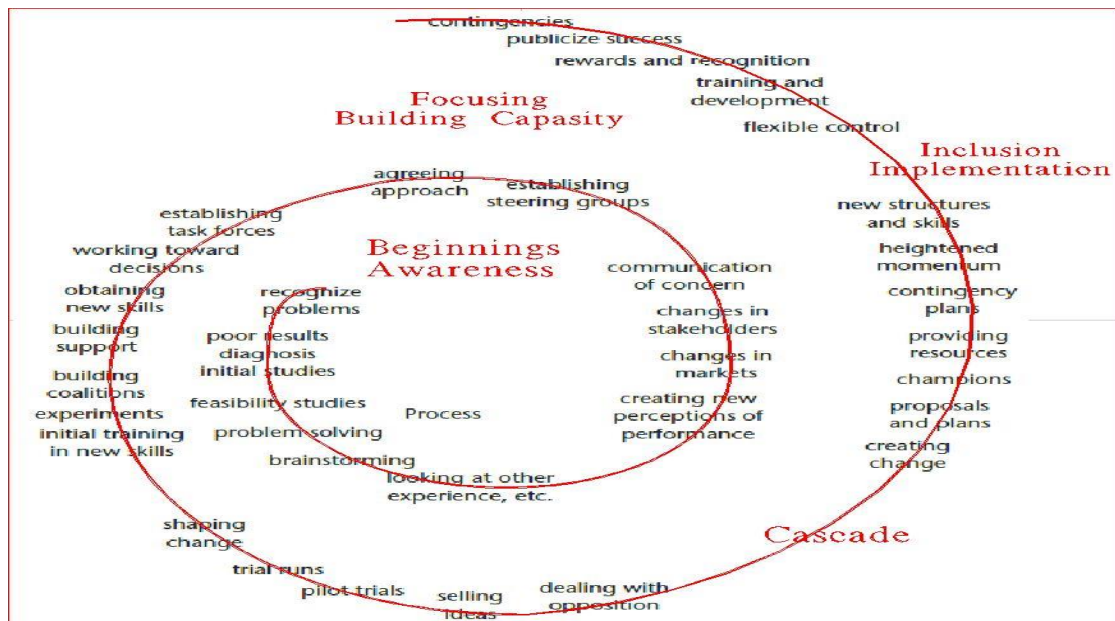 contingencies
publicize success
rewards and recognition
training and
development
flexible control
Focusing
Building Capasity
Inclusion
Implementation
agreeing
approach
establishing
steering groups
establishing
task forces
working toward
decisions
obtaining
new skills
building
support
building
coalitions
experiments
initial training
in new skills
Beginnings
Awareness
recognize
problems
poor results
diagnosis
initial studies
feasibility studies
problem solving
brainstorming
looking at other
experience, etc.
Process
communication
of concern
changes in
stakeholders
changes in
markets
creating new
perceptions of
performance
new structures
and skills
heightened
momentum
contingency
plans
providing
resources
champions
proposals
and plans
creating
change
Cascade
shaping
change
trial runs
pilot trials
selling
ideas
dealing with
opposition